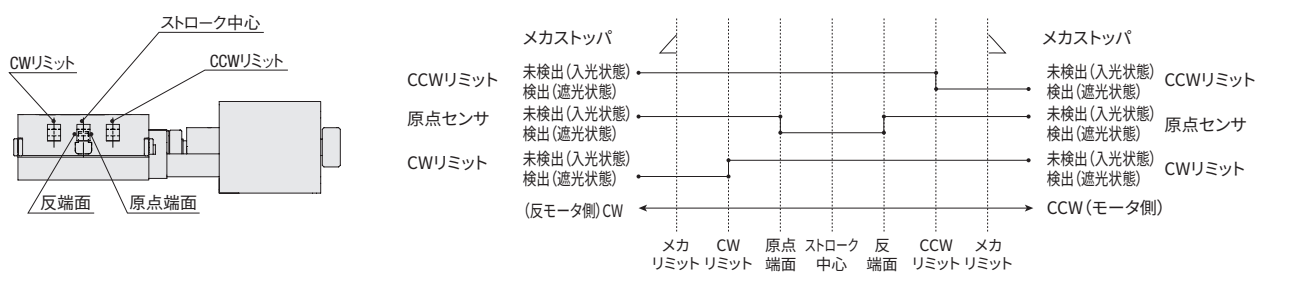 ストローク中心
CWリミット
CCWリミット
反端面
原点端面
メカストッパ
メカストッパ
CCWリミット
未検出（入光状態）
検出（遮光状態）
未検出（入光状態）
検出（遮光状態）
CCWリミット
原点センサ
未検出（入光状態）
検出（遮光状態）
未検出（入光状態）
検出（遮光状態）
原点センサ
CWリミット
未検出（入光状態）
検出（遮光状態）
未検出（入光状態）
検出（遮光状態）
CWリミット
（反モータ側）CW
CCW（モータ側）
メカ
リミット
CW
リミット
原点
端面
ストローク
中心
反
端面
CCW
リミット
メカ
リミット